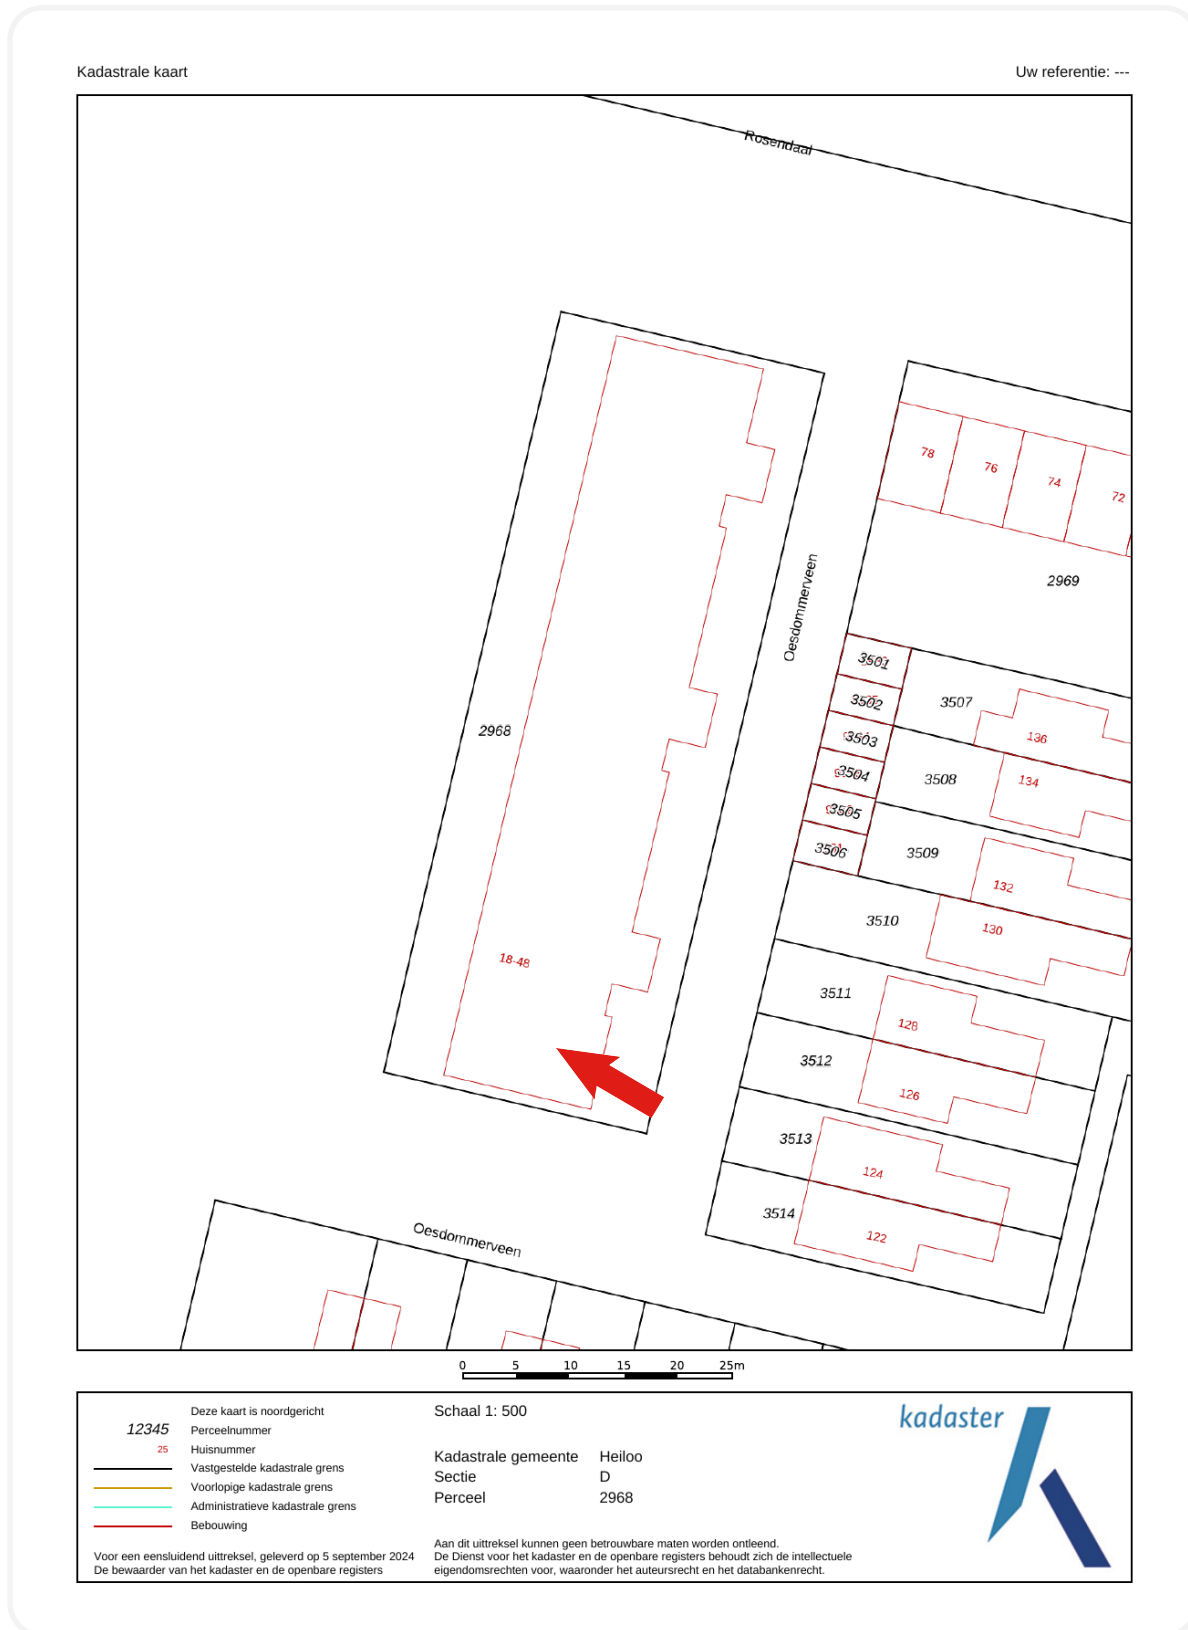 Kadastrale kaart
Uw referentie: ---
Rosendaal
78
76
74
72
2969
Oesdommerveen
3501
3502
3503
3504
3505
3506
3507
136
2968
3508
134
3509
132
3510
130
18-48
3511
128
3512
126
3513
124
3514
122
Oesdommerveen
0 5 10 15 20 25m
Deze kaart is noordgericht
12345 Perceelnummer
25 Huisnummer
Vastgestelde kadastrale grens
Voorlopige kadastrale grens
Administratieve kadastrale grens
Bebouwing
Voor een eensluidend uittreksel, geleverd op 5 september 2024
De bewaarder van het kadaster en de openbare registers
Schaal 1: 500
Kadastrale gemeente Heiloo
Sectie D
Perceel 2968
Aan dit uittreksel kunnen geen betrouwbare maten worden ontleend.
De Dienst voor het kadaster en de openbare registers behoudt zich de intellectuele
eigendomsrechten voor, waaronder het auteursrecht en het databankenrecht.
kadaster